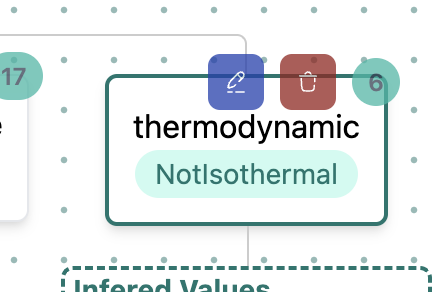 17
6
e
thermodynamic
NotIsothermal
Infered Values